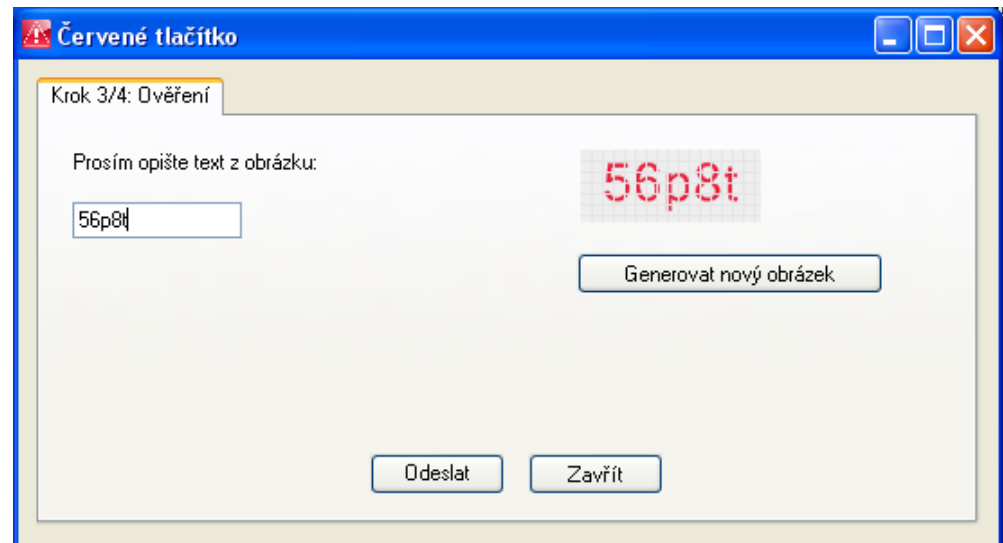 Červené tlačítko
Krok 3/4: Ověření
Prosím opište text z obrázku:
56p8t
56p8t
Generovat nový obrázek
Odeslat
Zavřít